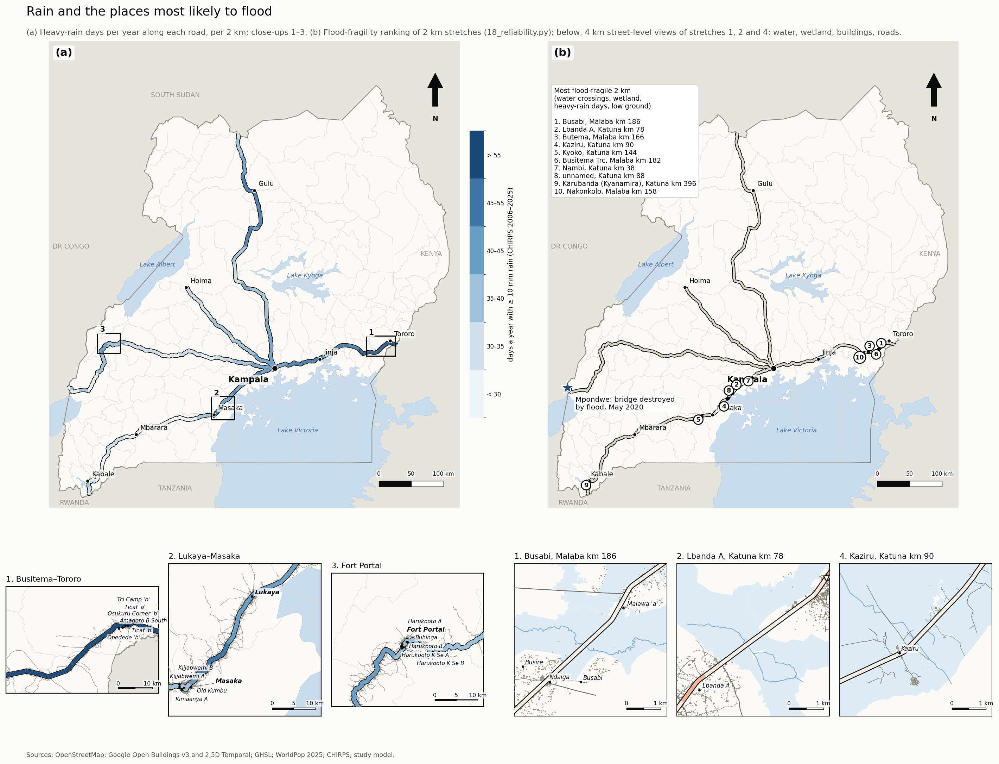 Rain and the places most likely to flood
(a) Heavy-rain days per year along each road, per 2 km; close-ups 1–3. (b) Flood-fragility ranking of 2 km stretches (18_reliability.py); below, 4 km street-level views of stretches 1, 2 and 4: water, wetland, buildings, roads.
(a)
SOUTH SUDAN
N
Gulu
DR CONGO
KENYA
Lake Albert
Lake Kyoga
Hoima
3
1
Tororo
Jinja
Kampala
2
Masaka
Mbarara
Lake Victoria
Kabale
0 50 100 km
TANZANIA
RWANDA
> 55
45–55
40–45
35–40
30–35
< 30
days a year with ≥ 10 mm rain (CHIRPS 2006–2025)
(b)
Most flood-fragile 2 km
(water crossings, wetland,
heavy-rain days, low ground)
1. Busabi, Malaba km 186
2. Lbanda A, Katuna km 78
3. Butema, Malaba km 166
4. Kaziru, Katuna km 90
5. Kyoko, Katuna km 144
6. Busitema Trc, Malaba km 182
7. Nambi, Katuna km 38
8. unnamed, Katuna km 88
9. Karubanda (Kyanamira), Katuna km 396
10. Nakonkolo, Malaba km 158
N
Gulu
DR CONGO
KENYA
Lake Albert
Lake Kyoga
Hoima
Tororo
3
1
6
10
Jinja
Kampala
7
2
8
Mpondwe: bridge destroyed
by flood, May 2020
4
Masaka
5
Mbarara
Lake Victoria
Kabale
9
0 50 100 km
TANZANIA
RWANDA
1. Busitema–Tororo
Tci Camp 'b'
Ticaf 'a'
Osukuru Corner 'b'
Amagoro B South
Ticaf 'b'
Opedede 'b'
0 10 km
2. Lukaya–Masaka
Lukaya
Kijjabwemi B
Kijjabwemi A
Masaka
Old Kumbu
Kimaanya A
0 5 10 km
3. Fort Portal
Harukooto A
Fort Portal
Buhinga
Harukooto B
Harukooto K Se A
Harukooto K Se B
0 5 10 km
1. Busabi, Malaba km 186
Malawa 'a'
Busire
Ndaiga
Busabi
0 1 km
2. Lbanda A, Katuna km 78
Lbanda A
0 1 km
4. Kaziru, Katuna km 90
Kaziru
0 1 km
Sources: OpenStreetMap; Google Open Buildings v3 and 2.5D Temporal; GHSL; WorldPop 2025; CHIRPS; study model.